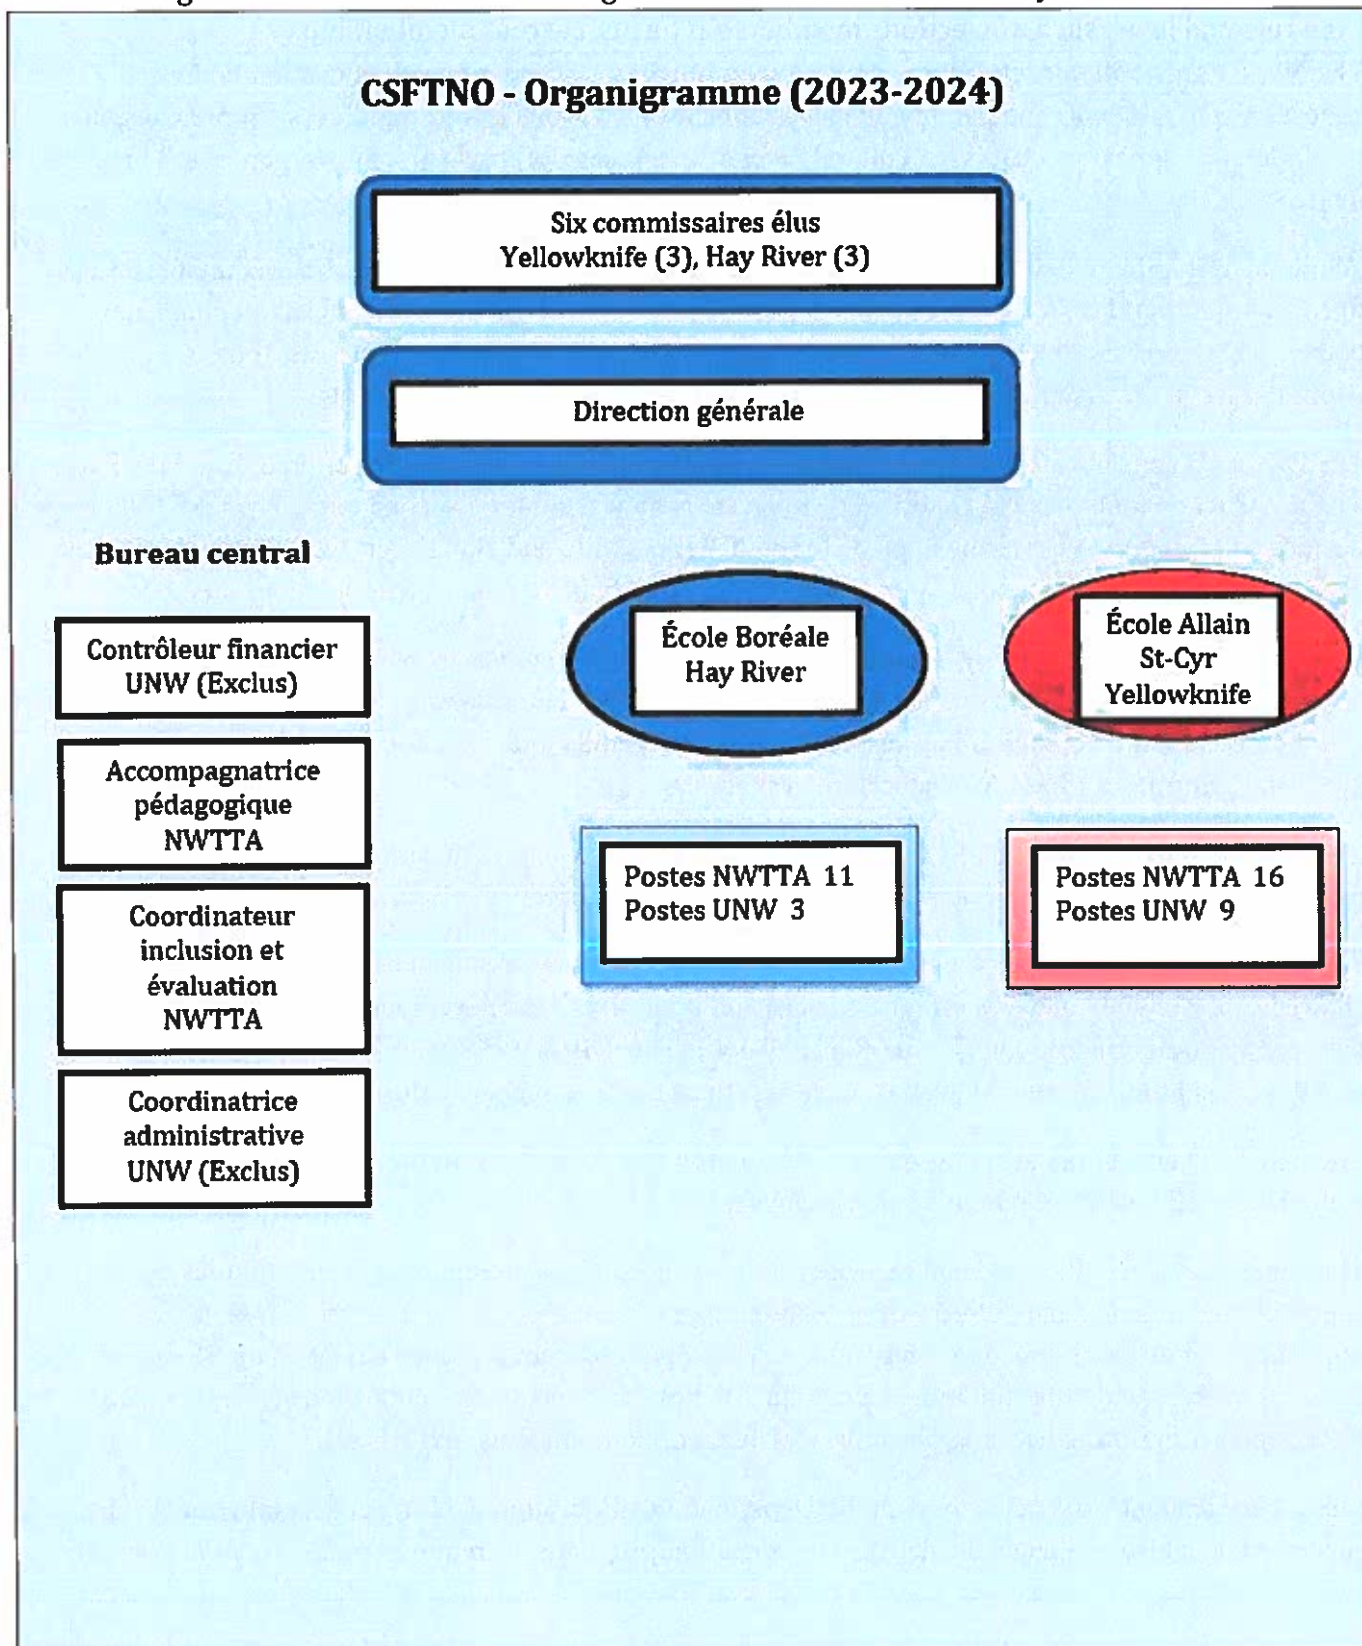 CSFTNO - Organigramme (2023-2024)
Six commissaires élus
Yellowknife (3), Hay River (3)
Direction générale
Bureau central
Contrôleur financier
UNW (Exclus)
Accompagnatrice
pédagogique
NWTTA
Coordinateur
inclusion et
évaluation
NWTTA
Coordinatrice
administrative
UNW (Exclus)
École Boréale
Hay River
Postes NWTTA 11
Postes UNW 3
École Allain
St-Cyr
Yellowknife
Postes NWTTA 16
Postes UNW 9